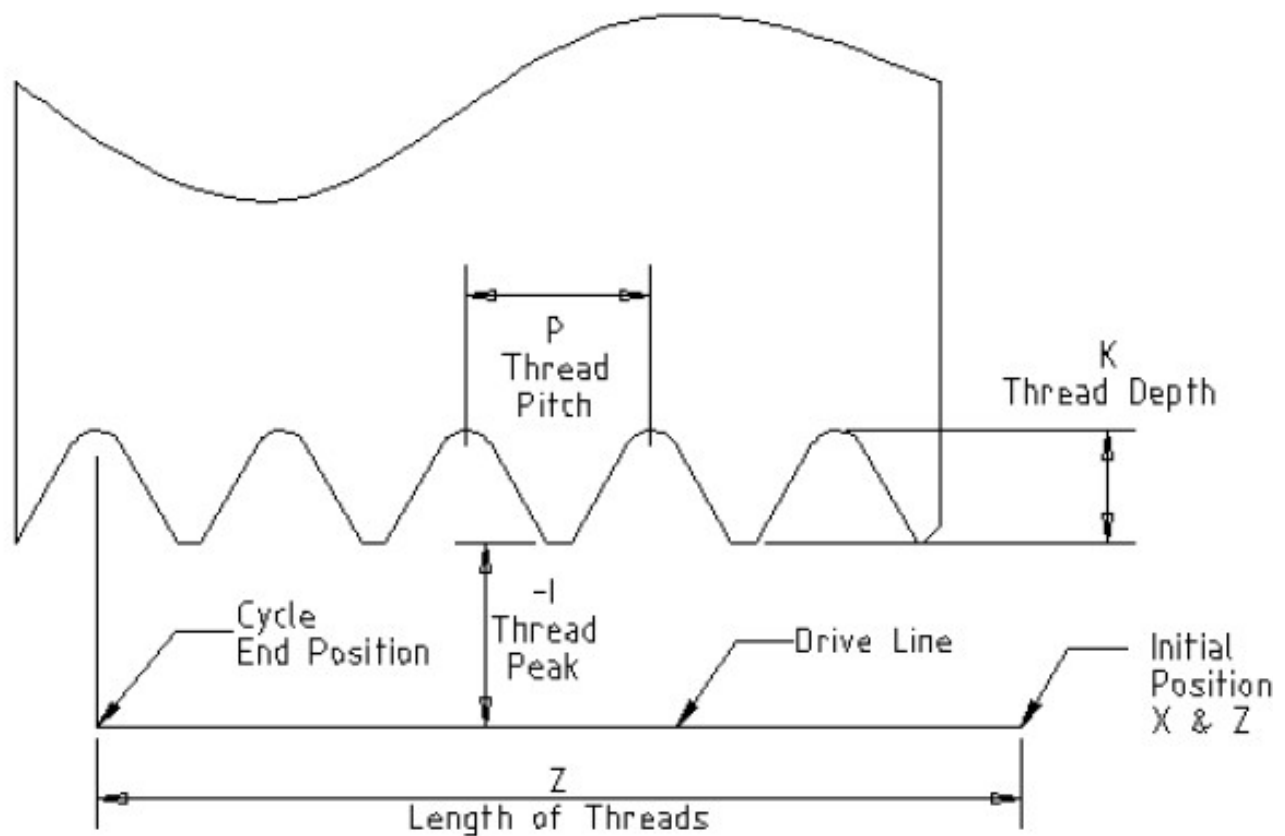 P
Thread
Pitch
K
Thread Depth
-I
Thread
Peak
Cycle
End Position
Drive Line
Initial
Position
X & Z
Z
Length of Threads